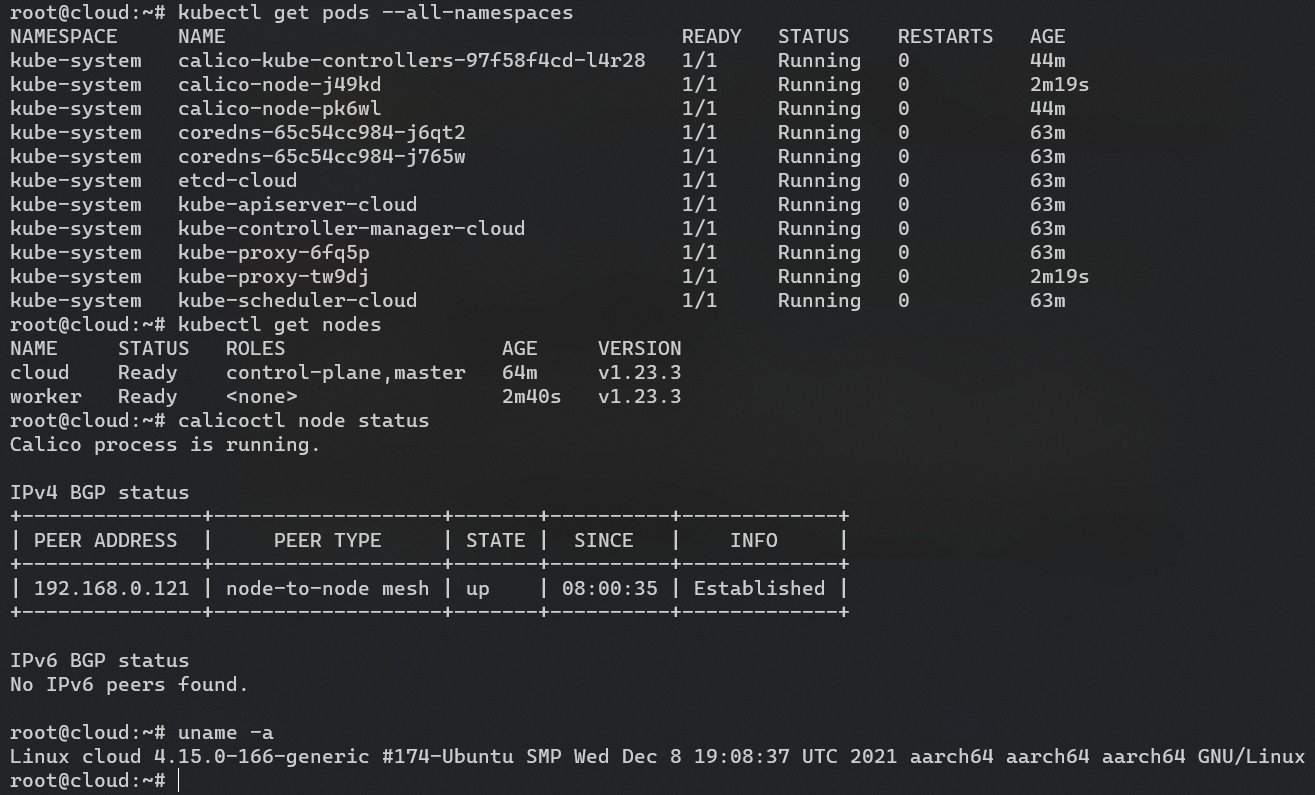 root@cloud:~# kubectl get pods --all-namespaces
NAMESPACE     NAME                                      READY   STATUS    RESTARTS   AGE
kube-system   calico-kube-controllers-97f58f4cd-l4r28   1/1     Running   0          44m
kube-system   calico-node-j49kd                         1/1     Running   0          2m19s
kube-system   calico-node-pk6wl                         1/1     Running   0          44m
kube-system   coredns-65c54cc984-j6qt2                  1/1     Running   0          63m
kube-system   coredns-65c54cc984-j765w                  1/1     Running   0          63m
kube-system   etcd-cloud                                1/1     Running   0          63m
kube-system   kube-apiserver-cloud                      1/1     Running   0          63m
kube-system   kube-controller-manager-cloud             1/1     Running   0          63m
kube-system   kube-proxy-6fq5p                          1/1     Running   0          63m
kube-system   kube-proxy-tw9dj                          1/1     Running   0          2m19s
kube-system   kube-scheduler-cloud                      1/1     Running   0          63m
root@cloud:~# kubectl get nodes
NAME     STATUS   ROLES                  AGE    VERSION
cloud    Ready    control-plane,master   64m    v1.23.3
worker   Ready    <none>                 2m40s   v1.23.3
root@cloud:~# calicoctl node status
Calico process is running.

IPv4 BGP status
+---------------+-------------------+-------+----------+-------------+
| PEER ADDRESS  |     PEER TYPE     | STATE |  SINCE   |    INFO     |
+---------------+-------------------+-------+----------+-------------+
| 192.168.0.121 | node-to-node mesh | up    | 08:00:35 | Established |
+---------------+-------------------+-------+----------+-------------+

IPv6 BGP status
No IPv6 peers found.

root@cloud:~# uname -a
Linux cloud 4.15.0-166-generic #174-Ubuntu SMP Wed Dec 8 19:08:37 UTC 2021 aarch64 aarch64 aarch64 GNU/Linux
root@cloud:~#